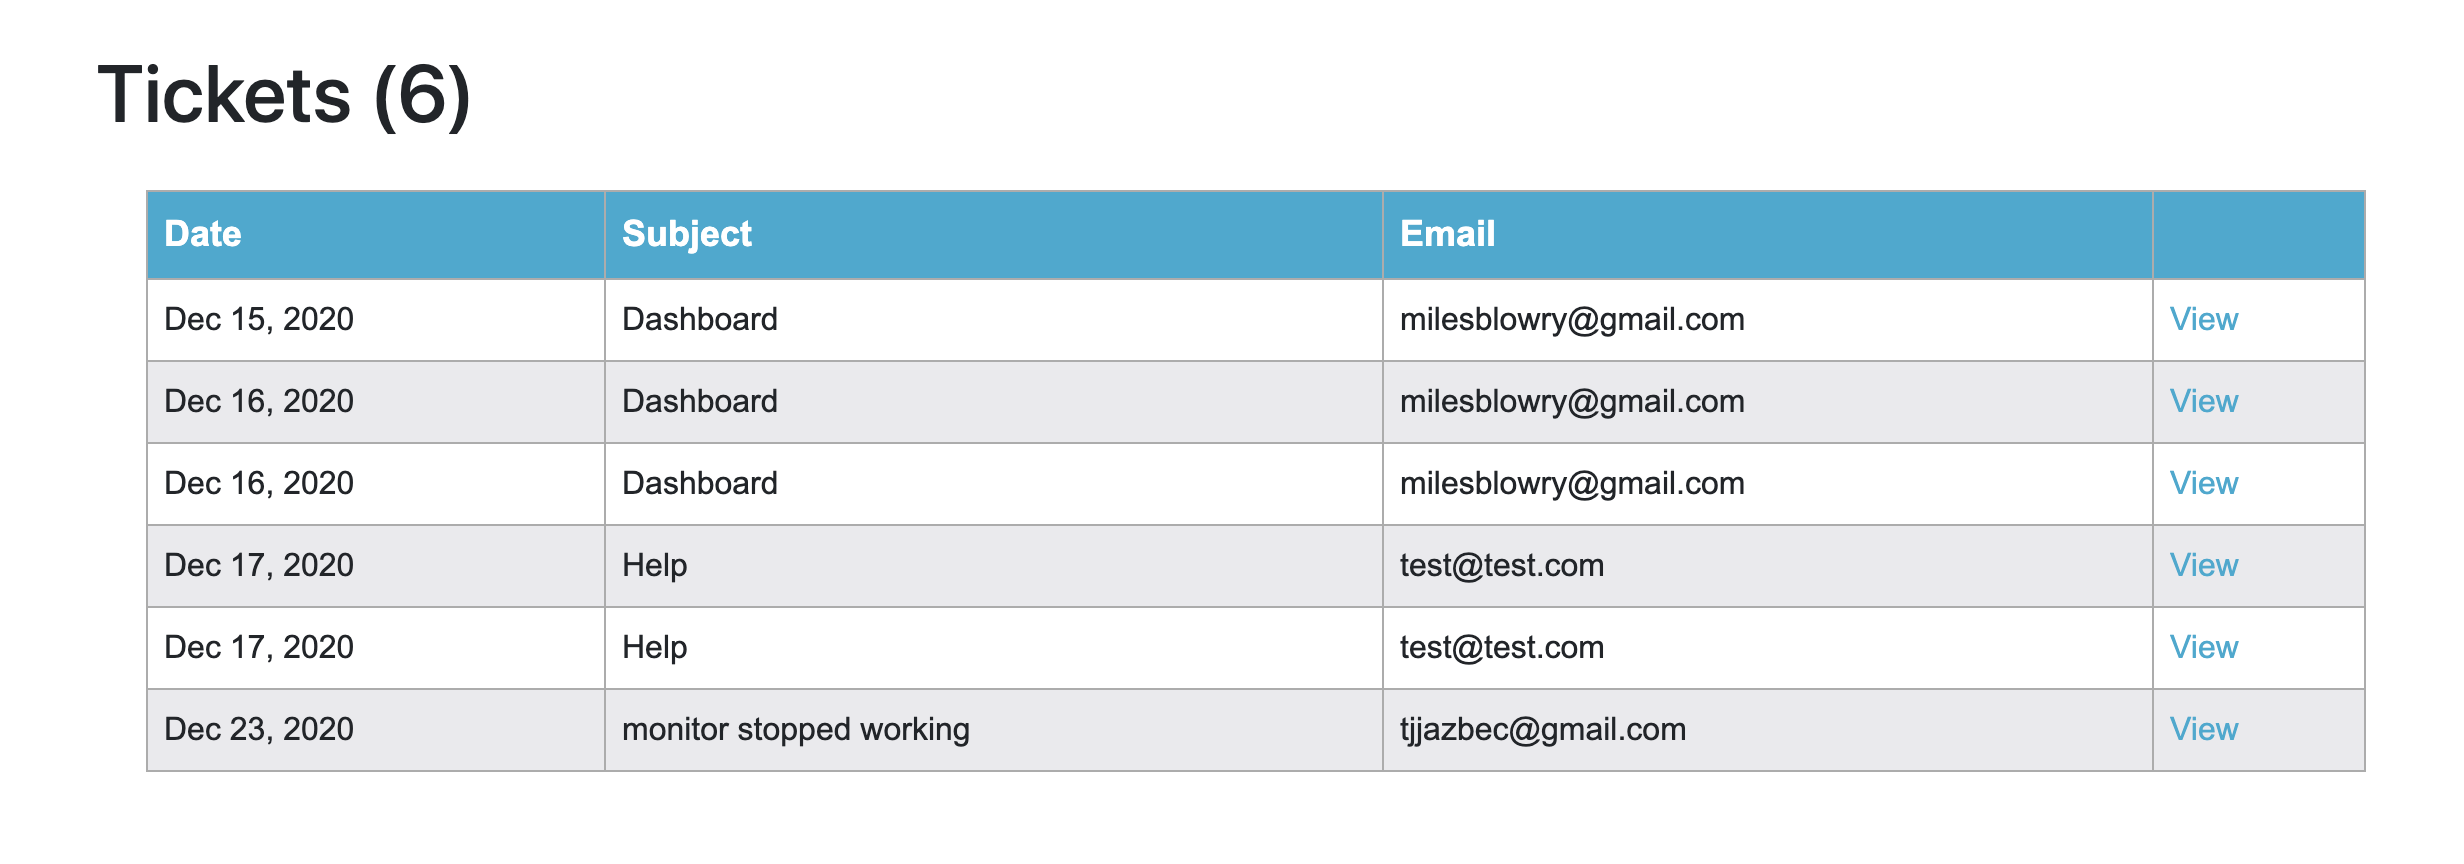 Tickets (6)
Date Subject Email
Dec 15, 2020 Dashboard milesblowry@gmail.com View
Dec 16, 2020 Dashboard milesblowry@gmail.com View
Dec 16, 2020 Dashboard milesblowry@gmail.com View
Dec 17, 2020 Help test@test.com View
Dec 17, 2020 Help test@test.com View
Dec 23, 2020 monitor stopped working tjjazbec@gmail.com View